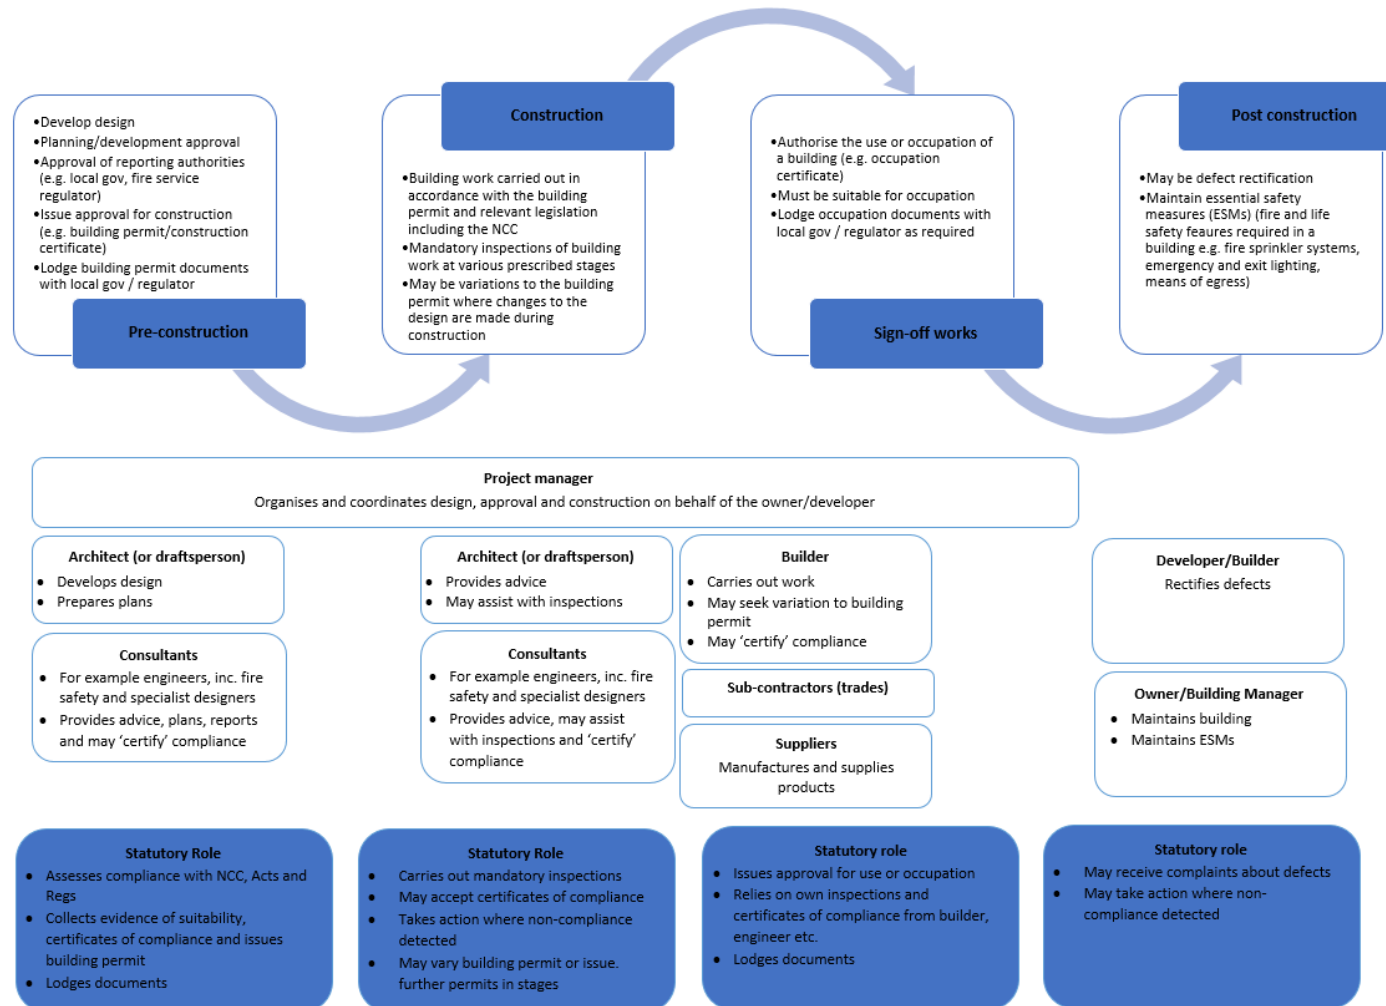 •Develop design
•Planning/development approval
•Approval of reporting authorities
(e.g. local gov, fire service
regulator)
•Issue approval for construction
(e.g. building permit/construction
certificate)
•Lodge building permit documents
with local gov / regulator
Pre-construction
Construction
•Building work carried out in
accordance with the building
permit and relevant legislation
including the NCC
•Mandatory inspections of building
work at various prescribed stages
•May be variations to the building
permit where changes to the
design are made during
construction
•Authorise the use or occupation of
a building (e.g. occupation
certificate)
•Must be suitable for occupation
•Lodge occupation documents with
local gov / regulator as required
Sign-off works
Post construction
•May be defect rectification
•Maintain essential safety
measures (ESMs) (fire and life
safety feaures required in a
building e.g. fire sprinkler systems,
emergency and exit lighting,
means of egress)
Project manager
Organises and coordinates design, approval and construction on behalf of the owner/developer
Architect (or draftsperson)
• Develops design
• Prepares plans
Consultants
• For example engineers, inc. fire
safety and specialist designers
• Provides advice, plans, reports
and may ‘certify’ compliance
Architect (or draftsperson)
• Provides advice
• May assist with inspections
Consultants
• For example engineers, inc. fire
safety and specialist designers
• Provides advice, may assist
with inspections and ‘certify’
compliance
Builder
• Carries out work
• May seek variation to building
permit
• May ‘certify’ compliance
Sub-contractors (trades)
Suppliers
Manufactures and supplies
products
Developer/Builder
Rectifies defects
Owner/Building Manager
• Maintains building
• Maintains ESMs
Statutory Role
• Assesses compliance with NCC, Acts and
Regs
• Collects evidence of suitability,
certificates of compliance and issues
building permit
• Lodges documents
Statutory Role
• Carries out mandatory inspections
• May accept certificates of compliance
• Takes action where non-compliance
detected
• May vary building permit or issue.
further permits in stages
Statutory role
• Issues approval for use or occupation
• Relies on own inspections and
certificates of compliance from builder,
engineer etc.
• Lodges documents
Statutory role
• May receive complaints about defects
• May take action where non-
compliance detected